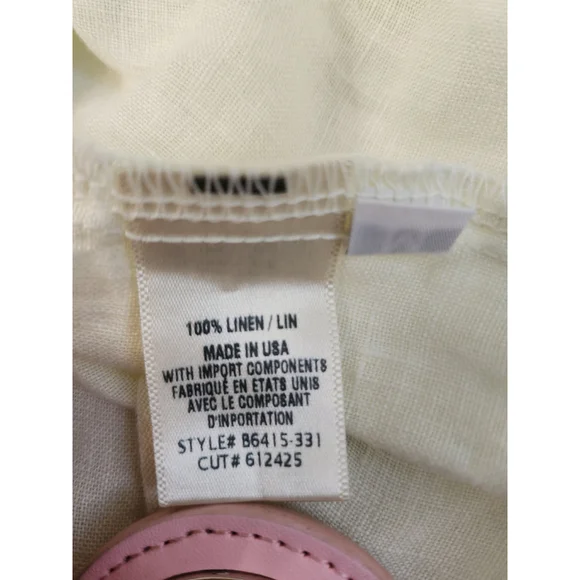 100% LINEN / LIN
MADE IN USA
WITH IMPORT COMPONENTS
FABRIQUÉ EN ÉTATS UNIS
AVEC LE COMPOSANT
D'INPORTATION
STYLE# B6415-331
CUT# 612425